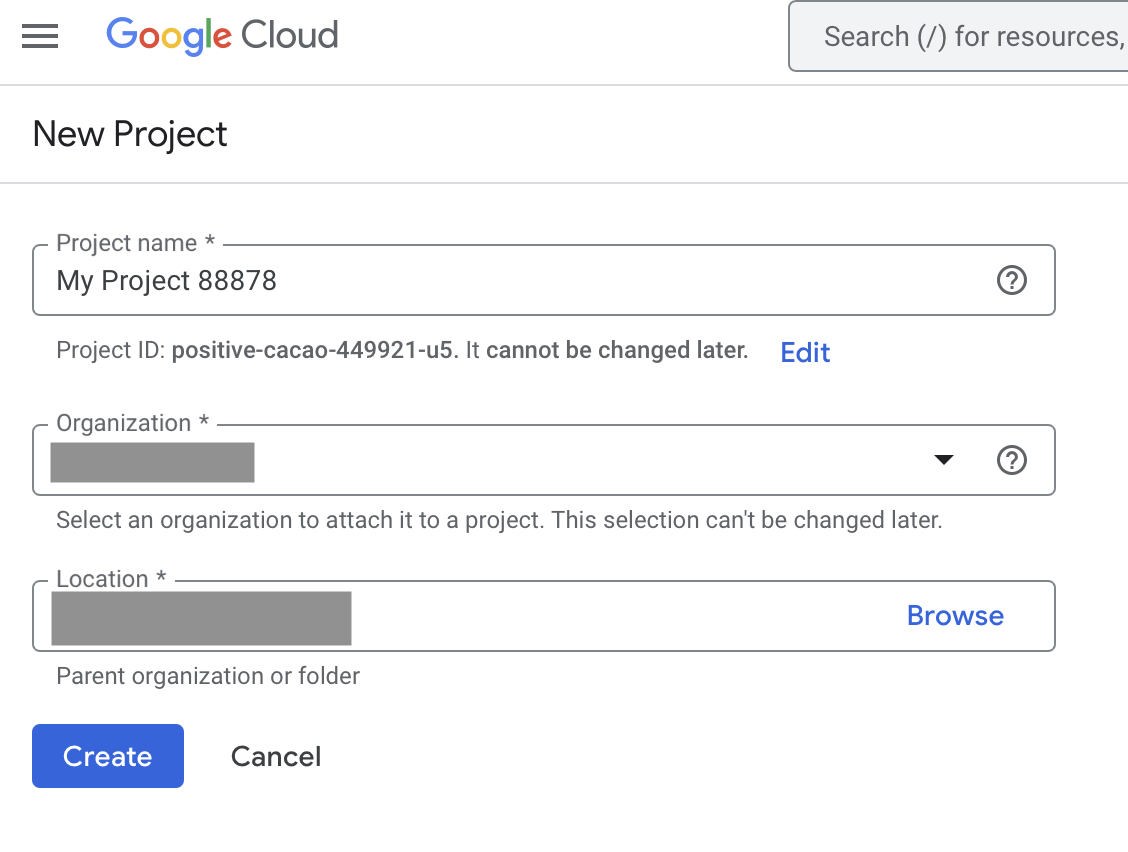 Google Cloud
Search (/) for resources,
New Project
Project name *
My Project 88878
Project ID: positive-cacao-449921-u5. It cannot be changed later. Edit
Organization *
Select an organization to attach it to a project. This selection can't be changed later.
Location *
Browse
Parent organization or folder
Create Cancel